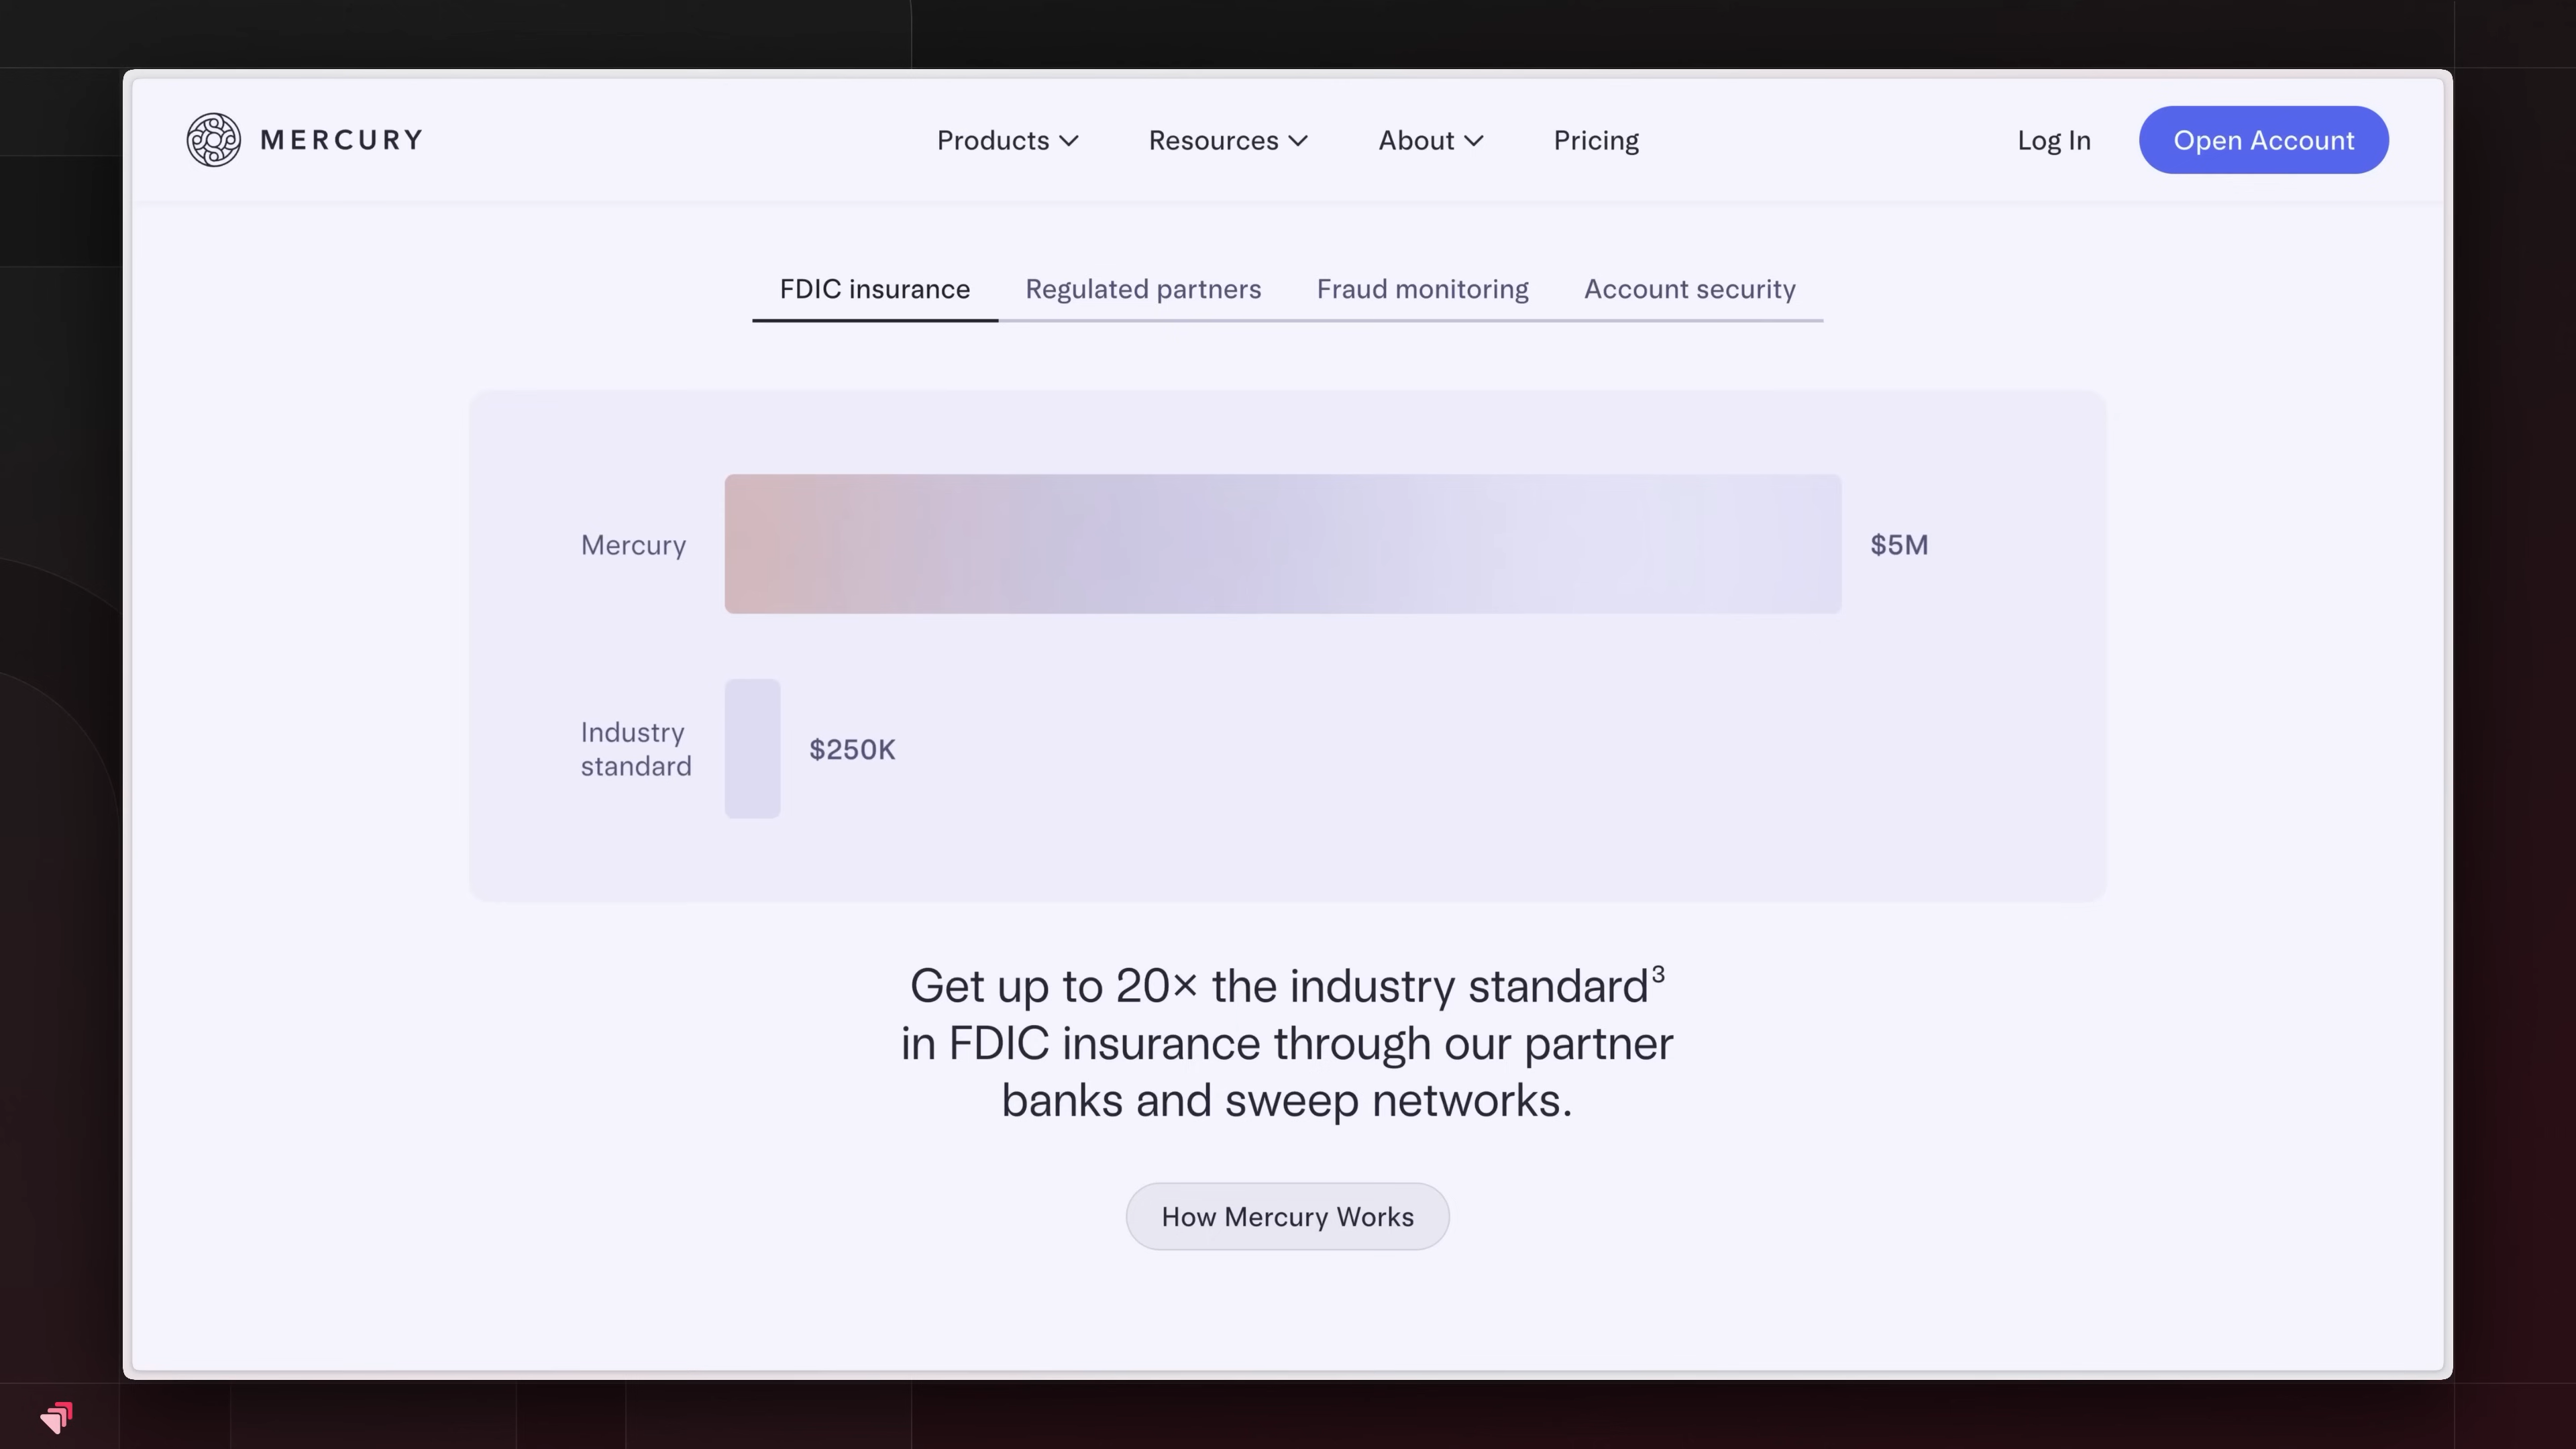 MERCURY
Products
Resources
About
Pricing
Log In
Open Account
FDIC insurance
Regulated partners
Fraud monitoring
Account security
Mercury
$5M
Industry
standard
$250K
Get up to 20× the industry standard³
in FDIC insurance through our partner
banks and sweep networks.
How Mercury Works